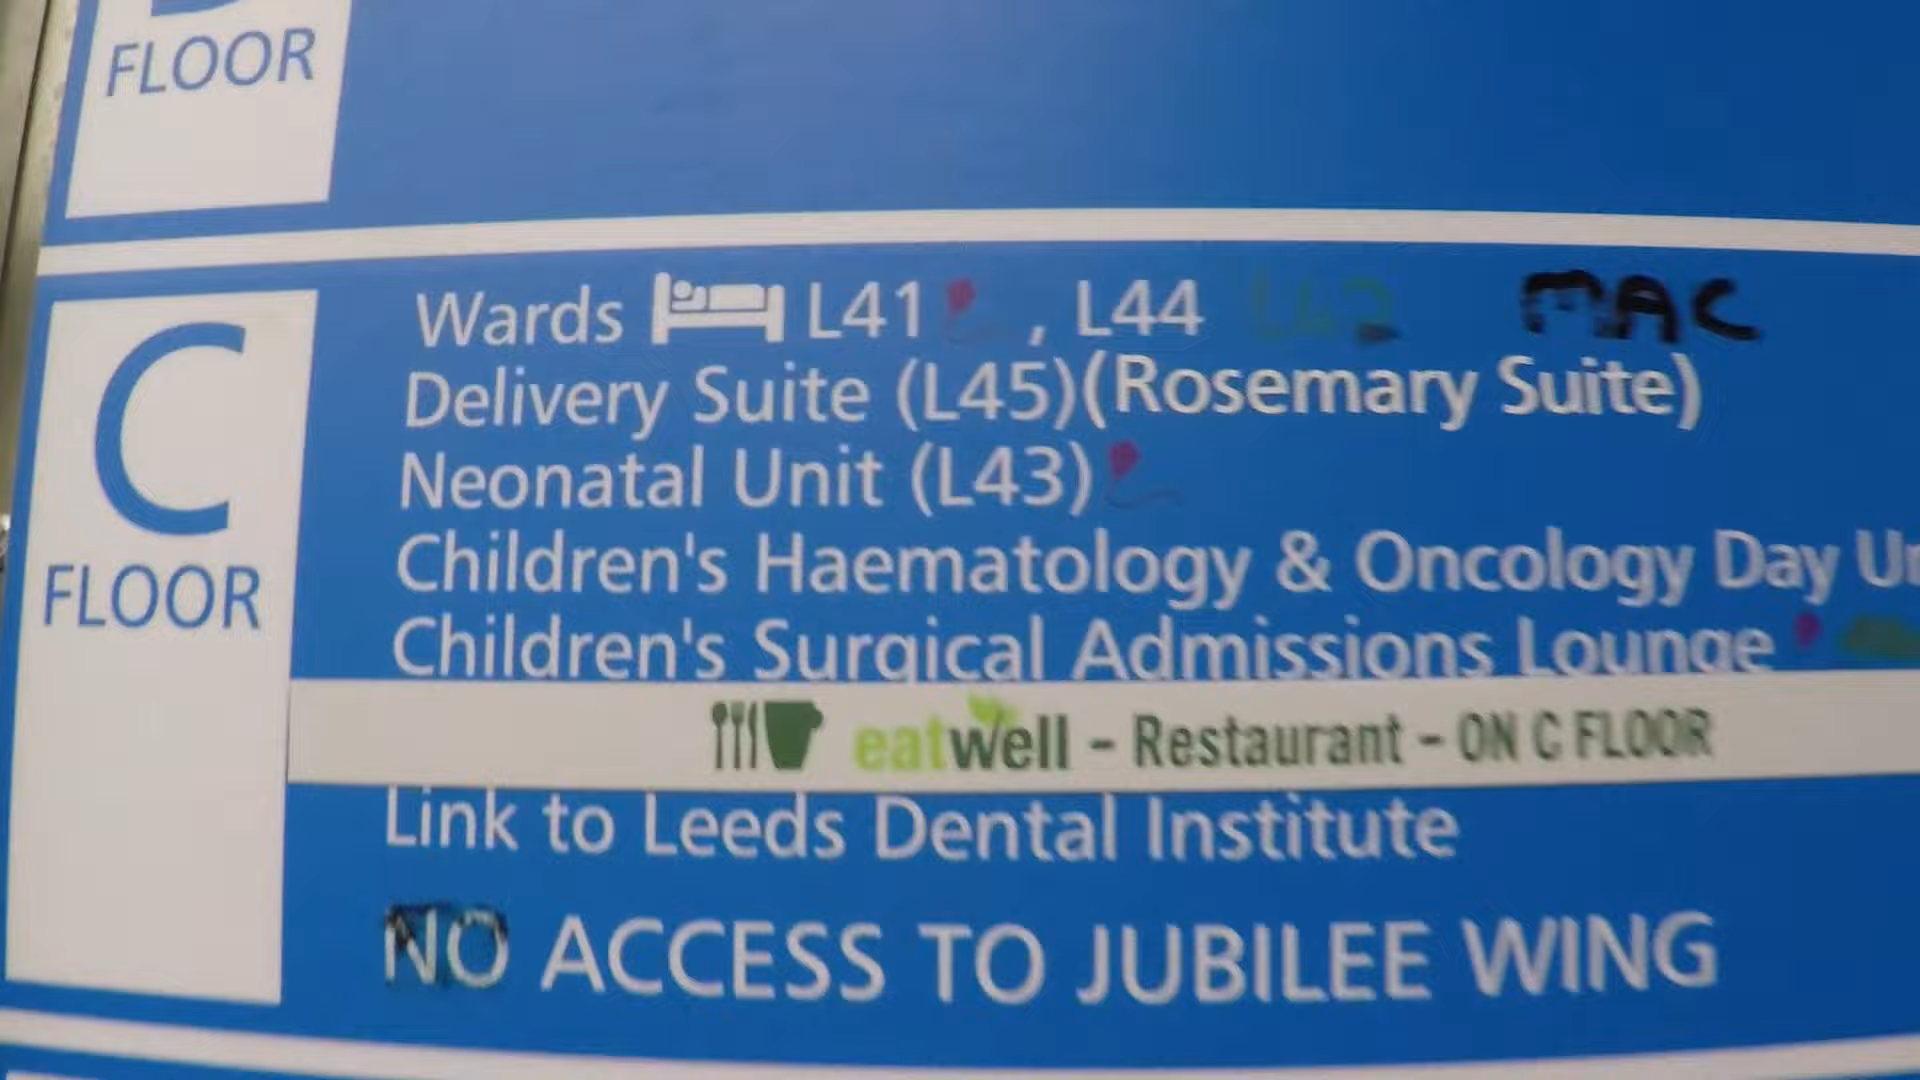 FLOOR
C
FLOOR
Wards L41 , L44 L42 MAC
Delivery Suite (L45)(Rosemary Suite)
Neonatal Unit (L43)
Children's Haematology & Oncology Day
Children's Surgical Admissions Lounge
eatwell - Restaurant - ON C FLOOR
Link to Leeds Dental Institute
NO ACCESS TO JUBILEE WING